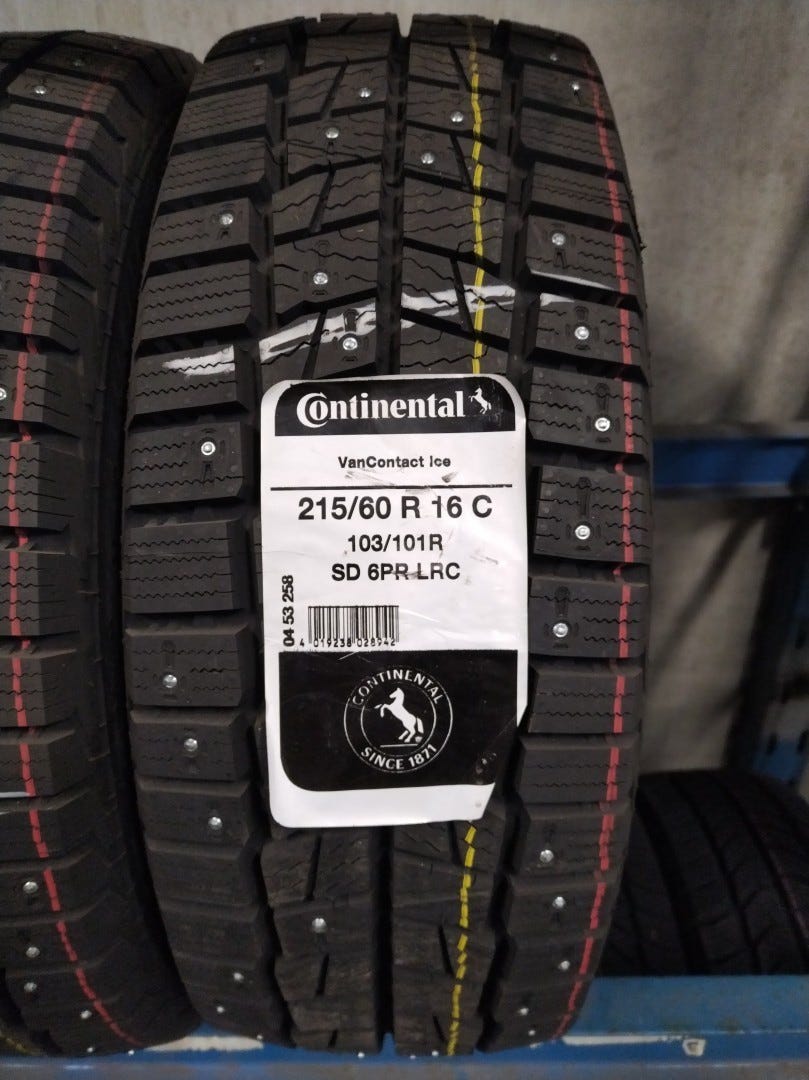 Continental
VanContact Ice
215/60 R 16 C
103/101R
SD 6PR LRC
04 53 258
4 019238 028942
CONTINENTAL
SINCE 1871